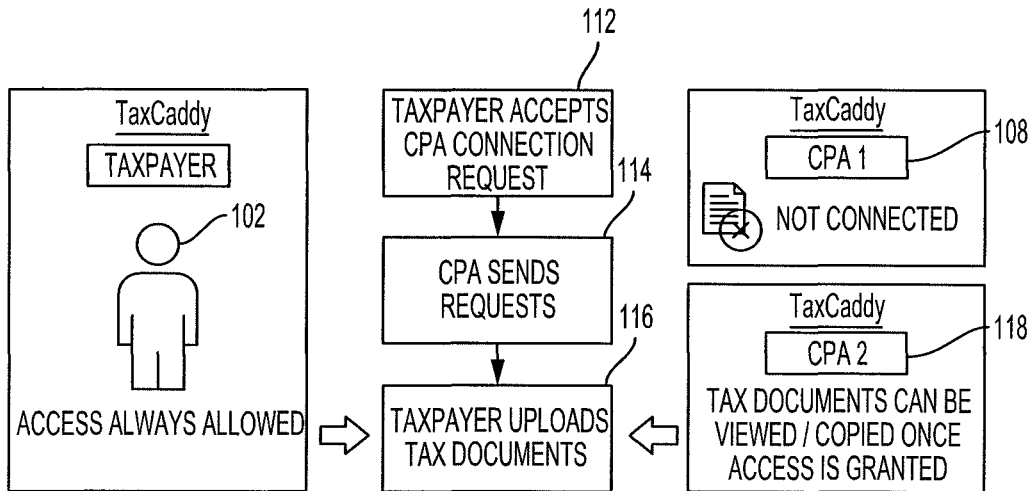 112
TaxCaddy
TAXPAYER
102
ACCESS ALWAYS ALLOWED
TAXPAYER ACCEPTS
CPA CONNECTION
REQUEST
114
CPA SENDS
REQUESTS
116
TAXPAYER UPLOADS
TAX DOCUMENTS
TaxCaddy
CPA 1
108
NOT CONNECTED
TaxCaddy
CPA 2
118
TAX DOCUMENTS CAN BE
VIEWED / COPIED ONCE
ACCESS IS GRANTED